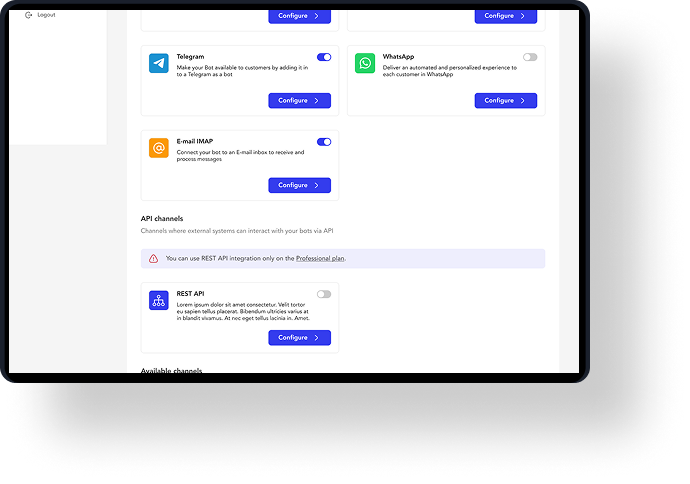 Logout
Configure
Configure
Telegram
Make your Bot available to customers by adding it in
to a Telegram as a bot
Configure
WhatsApp
Deliver an automated and personalized experience to
each customer in WhatsApp
Configure
E-mail IMAP
Connect your bot to an E-mail inbox to receive and
process messages
Configure
API channels
Channels where external systems can interact with your bots via API
You can use REST API integration only on the Professional plan.
REST API
Lorem ipsum dolor sit amet consectetur. Velit tortor
eu sapien tellus placerat. Bibendum ultricies varius at
in blandit vivamus. At nec eget tellus lacinia in. Amet.
Configure
Available channels